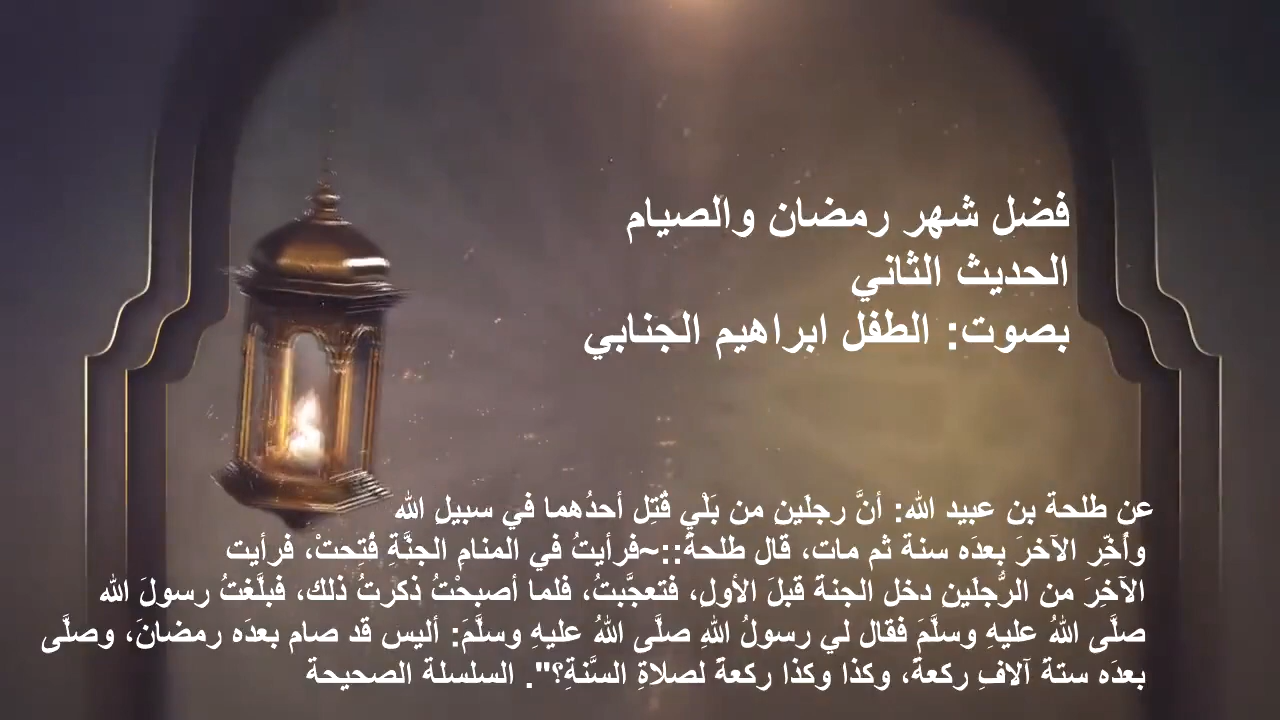 فضل شهر رمضان والصيام
الحديث الثاني
بصوت: الطفل ابراهيم الجنابي
عن طلحة بن عبيد الله: أنَّ رجلَينِ من بَلْيٍ قُتِل أحدُهما في سبيلِ الله
وأُخِّر الآخرَ بعدَه سنة ثم مات، قال طلحةُ::~فرأيتُ في المنامِ الجنَّةِ فُتِحتْ، فرأيت
الآخِرَ من الرُّجلَينِ دخل الجنة قبلَ الأولِ، فتعجَّبتُ، فلما أصبحْتُ ذكرتُ ذلك، فبلَّغتُ رسولَ الله
صلَّى اللهُ عليهِ وسلَّمَ فقال لي رسولُ اللهِ صلَّى اللهُ عليهِ وسلَّمَ: أليس قد صام بعدَه رمضانَ، وصلَّى
بعدَه ستة آلافِ ركعةً، وكذا وكذا ركعةً لصلاةِ السَّنةِ؟". السلسلة الصحيحة